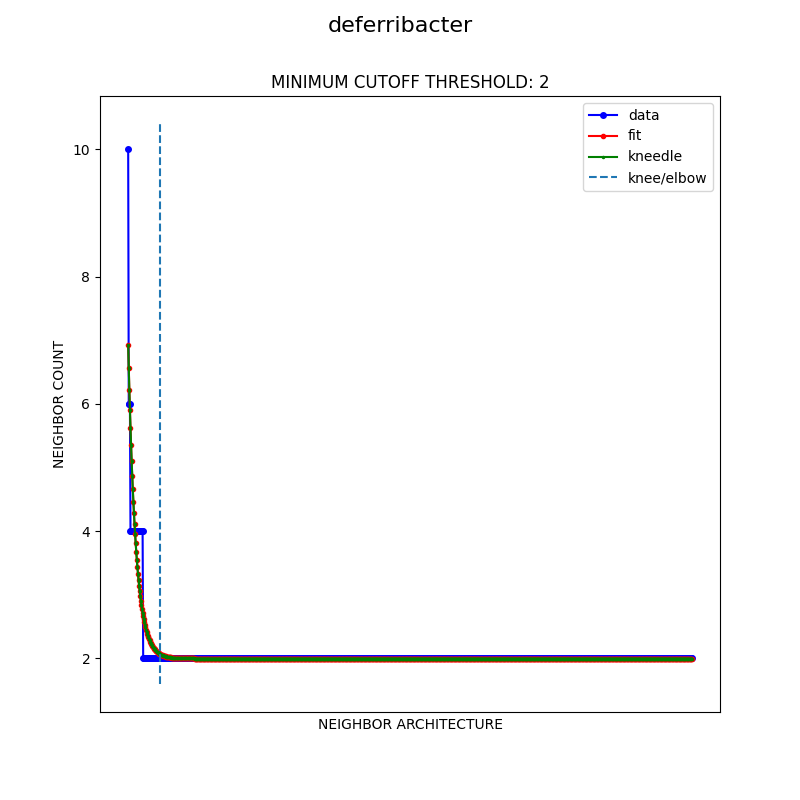 deferribacter
MINIMUM CUTOFF THRESHOLD: 2
data
fit
kneedle
knee/elbow
10
8
6
4
2
NEIGHBOR COUNT
NEIGHBOR ARCHITECTURE